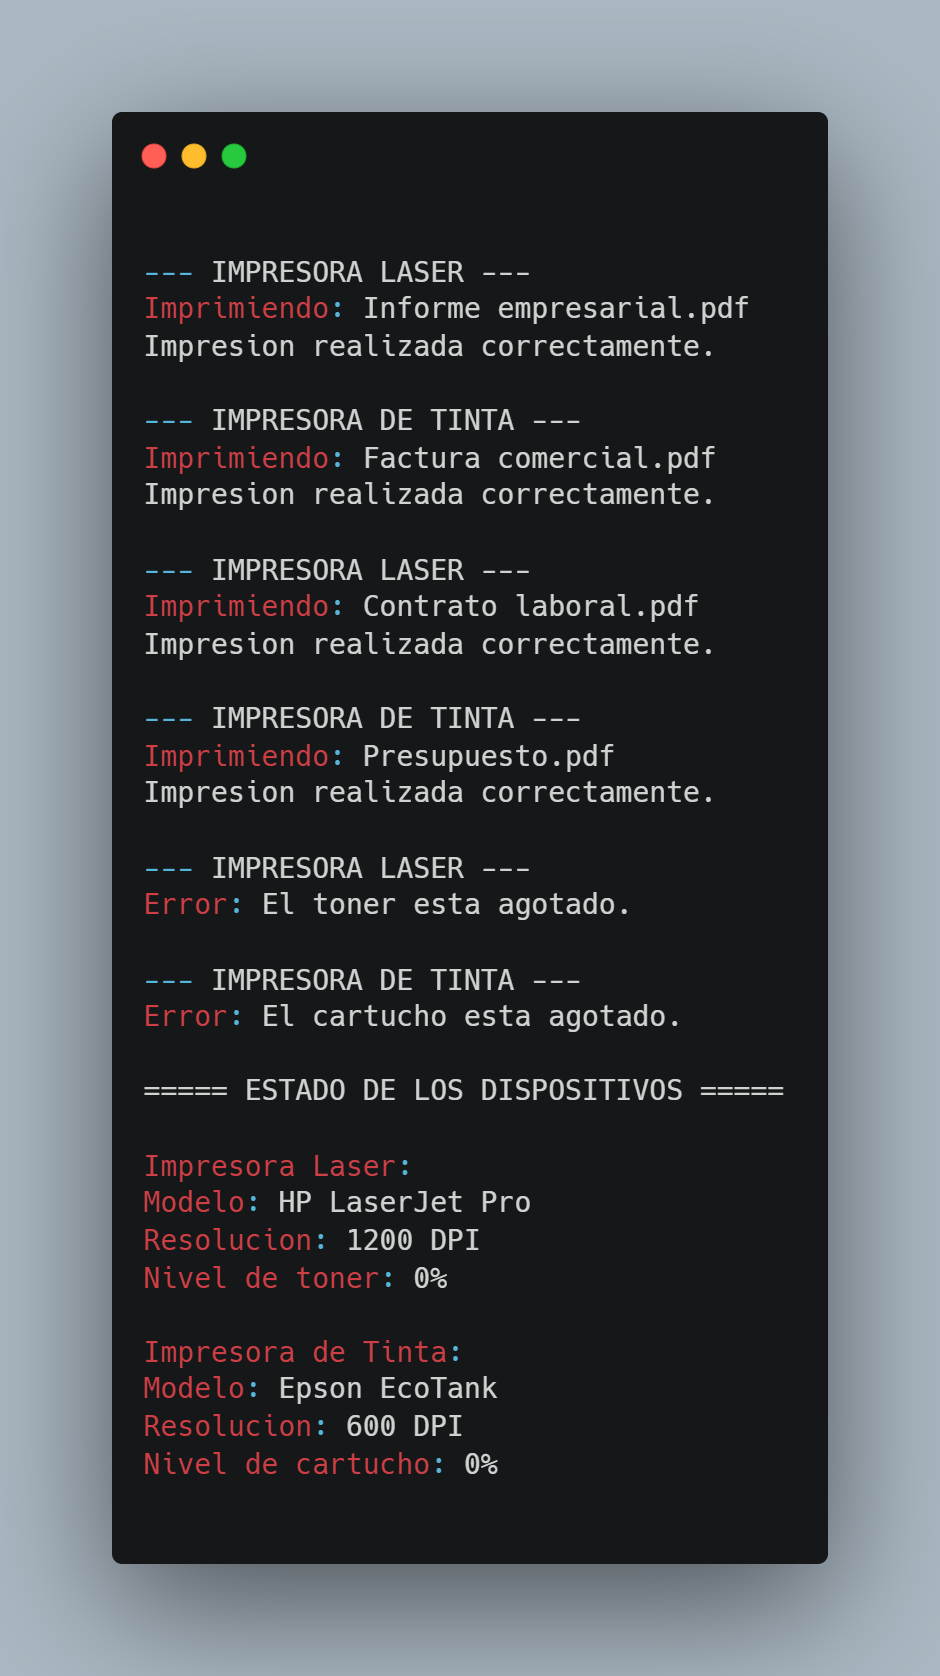 --- IMPRESORA LASER ---
Imprimiendo: Informe empresarial.pdf
Impresion realizada correctamente.
--- IMPRESORA DE TINTA ---
Imprimiendo: Factura comercial.pdf
Impresion realizada correctamente.
--- IMPRESORA LASER ---
Imprimiendo: Contrato laboral.pdf
Impresion realizada correctamente.
--- IMPRESORA DE TINTA ---
Imprimiendo: Presupuesto.pdf
Impresion realizada correctamente.
--- IMPRESORA LASER ---
Error: El toner esta agotado.
--- IMPRESORA DE TINTA ---
Error: El cartucho esta agotado.
===== ESTADO DE LOS DISPOSITIVOS =====
Impresora Laser:
Modelo: HP LaserJet Pro
Resolucion: 1200 DPI
Nivel de toner: 0%
Impresora de Tinta:
Modelo: Epson EcoTank
Resolucion: 600 DPI
Nivel de cartucho: 0%